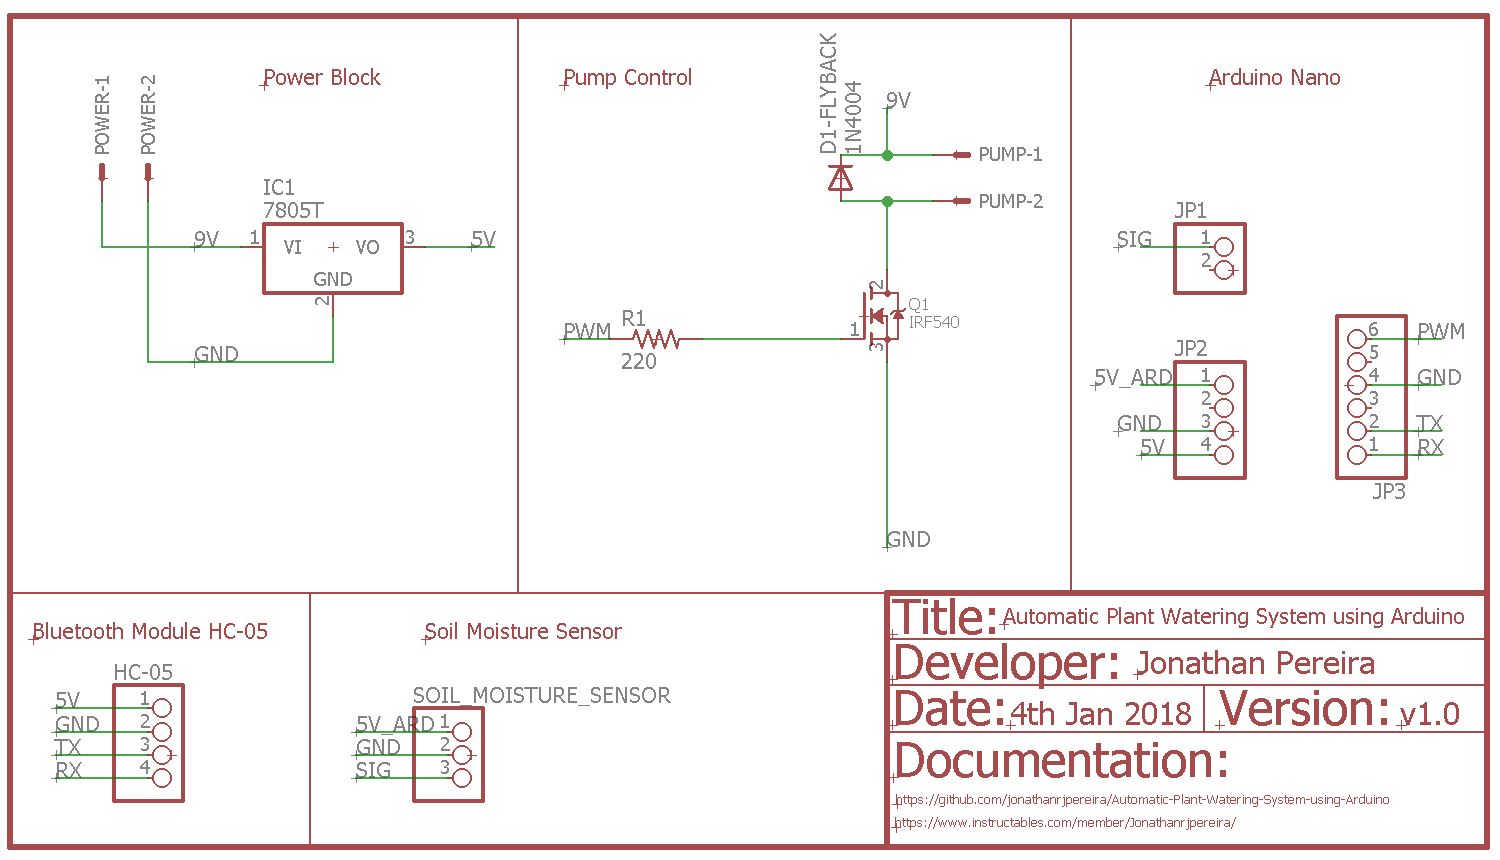 Power Block
POWER-1
POWER-2
IC1
7805T
9V
1
VI
VO
3
5V
GND
2
GND
Pump Control
D1-FLYBACK
1N4004
9V
PUMP-1
PUMP-2
PWM
R1
220
1
2
3
Q1
IRF540
GND
Arduino Nano
JP1
SIG
1
2
JP2
5V_ARD
1
2
GND
3
5V
4
6
PWM
5
4
GND
3
2
TX
1
RX
JP3
Bluetooth Module HC-05
HC-05
5V
1
GND
2
TX
3
RX
4
Soil Moisture Sensor
SOIL_MOISTURE_SENSOR
5V_ARD
1
GND
2
SIG
3
Title: Automatic Plant Watering System using Arduino
Developer: Jonathan Pereira
Date: 4th Jan 2018
Version: v1.0
Documentation:
https://github.com/jonathanrjpereira/Automatic-Plant-Watering-System-using-Arduino
https://www.instructables.com/member/Jonathanrjpereira/